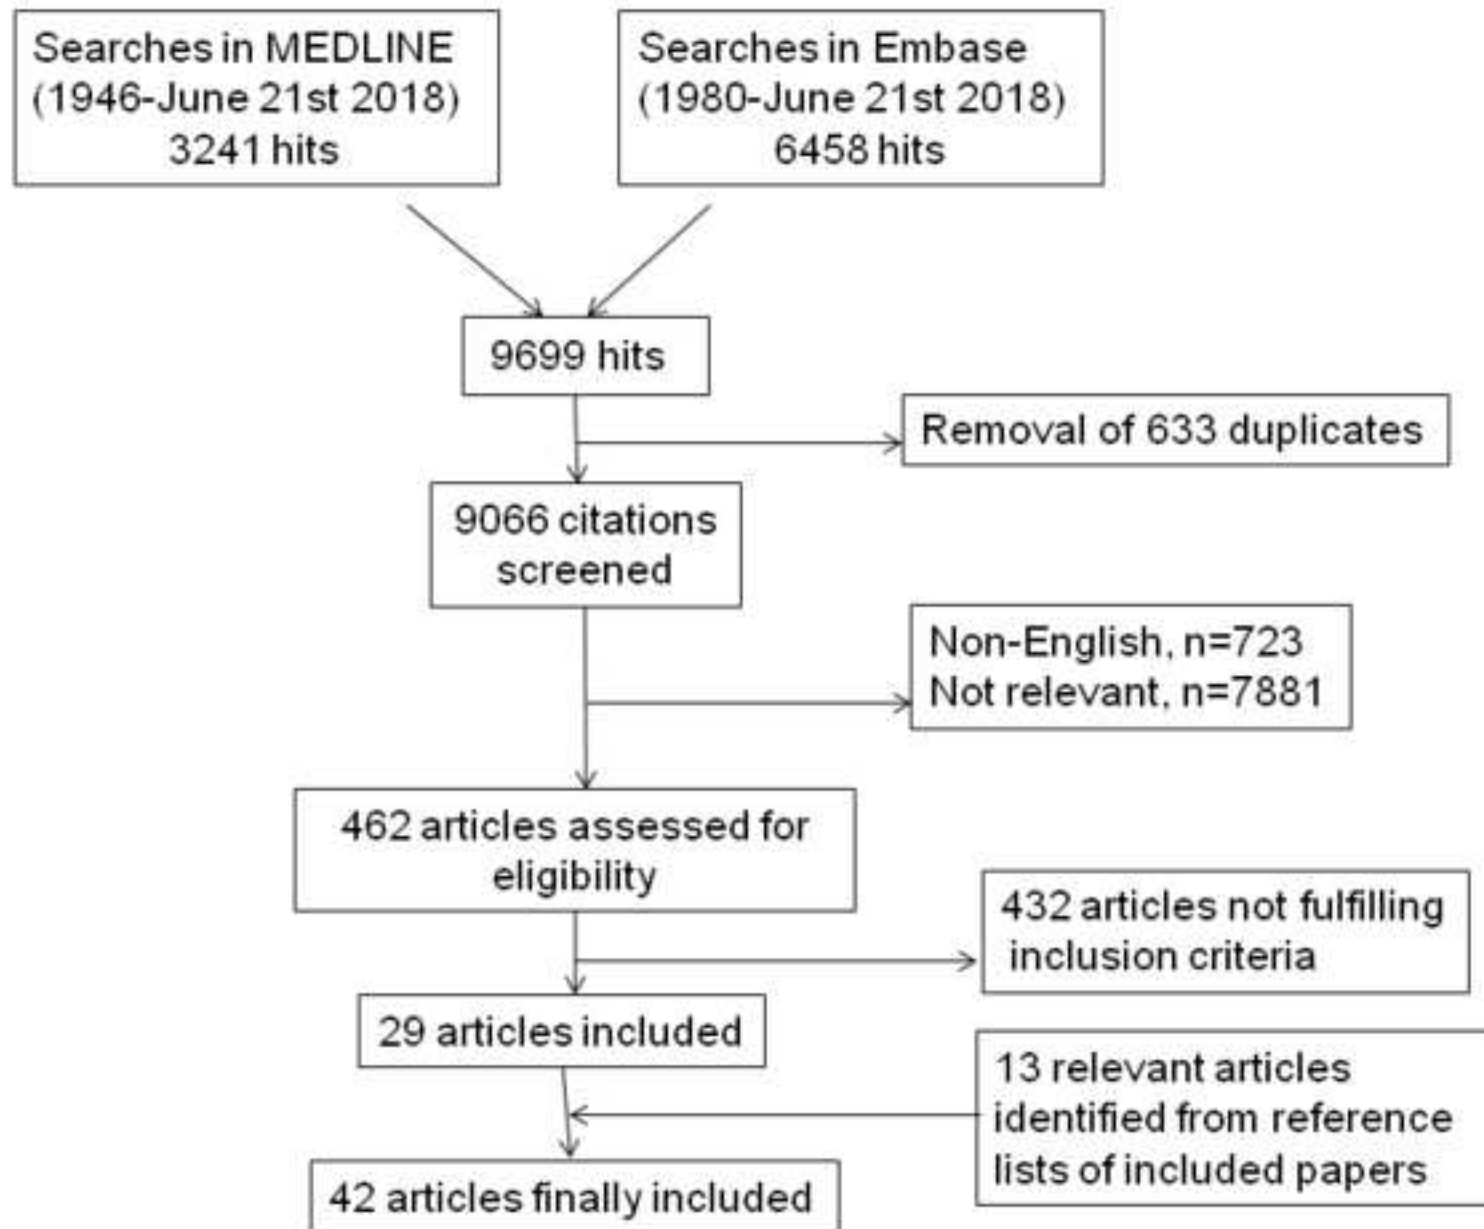 Searches in MEDLINE
(1946-June 21st 2018)
3241 hits
Searches in Embase
(1980-June 21st 2018)
6458 hits
9699 hits
Removal of 633 duplicates
9066 citations
screened
Non-English, n=723
Not relevant, n=7881
462 articles assessed for
eligibility
432 articles not fulfilling
inclusion criteria
29 articles included
13 relevant articles
identified from reference
lists of included papers
42 articles finally included